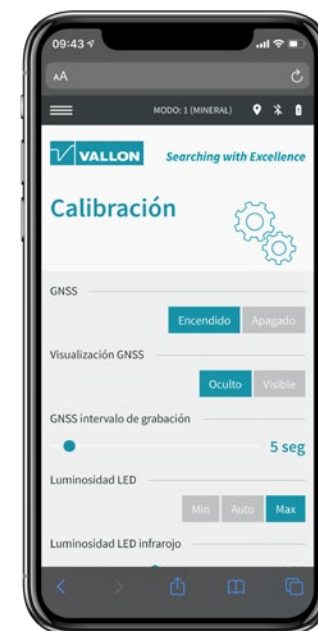 09:43
AA
MODO: 1 (MINERAL)
VALLON Searching with Excellence
Calibración
GNSS
Encendido Apagado
Visualización GNSS
Oculto Visible
GNSS intervalo de grabación
5 seg
Luminosidad LED
Min Auto Max
Luminosidad LED infrarojo